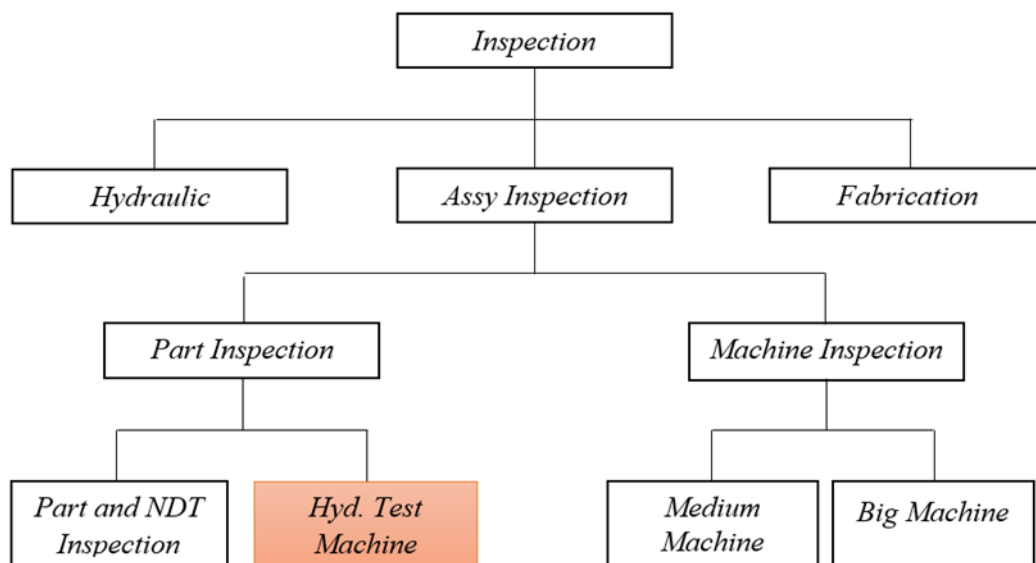 Inspection
Hydraulic
Assy Inspection
Fabrication
Part Inspection
Machine Inspection
Part and NDT
Inspection
Hyd. Test
Machine
Medium
Machine
Big Machine